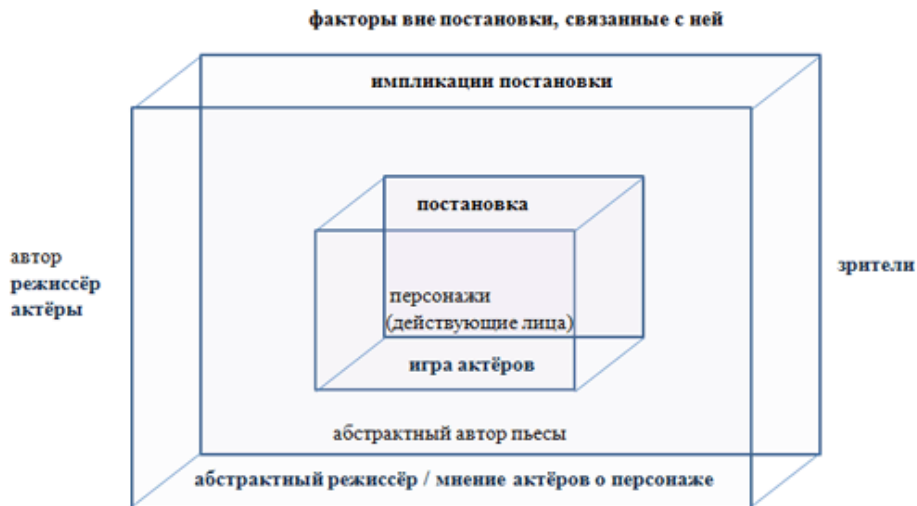 факторы вне постановки, связанные с ней
импликации постановки
постановка
автор
режиссёр
актёры
зрители
персонажи
(действующие лица)
игра актёров
абстрактный автор пьесы
абстрактный режиссёр / мнение актёров о персонаже